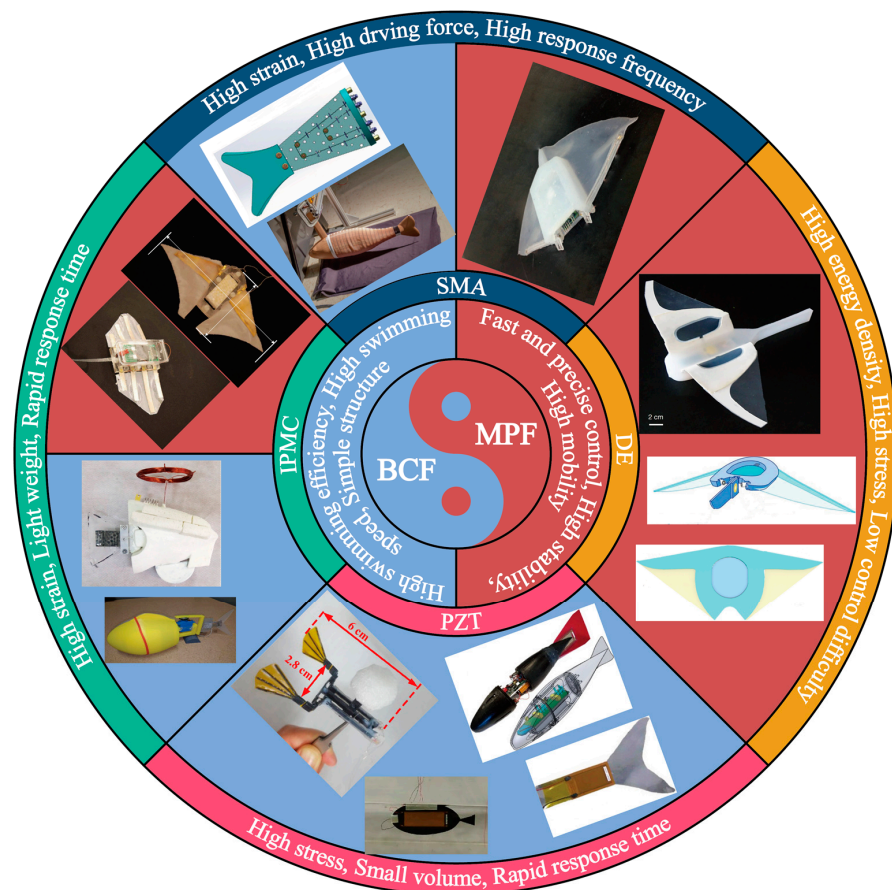 High strain, High drving force, High response frequency
High energy density, High stress, Low control difficulty
High stress, Small volume, Rapid response time
High strain, Light weight, Rapid response time
SMA
DE
PZT
IPMC
High swimming efficiency, High swimming
speed, Simple structure
Fast and precise control, High stability,
High mobility
BCF
MPF
2 cm
6 cm
2.8 cm